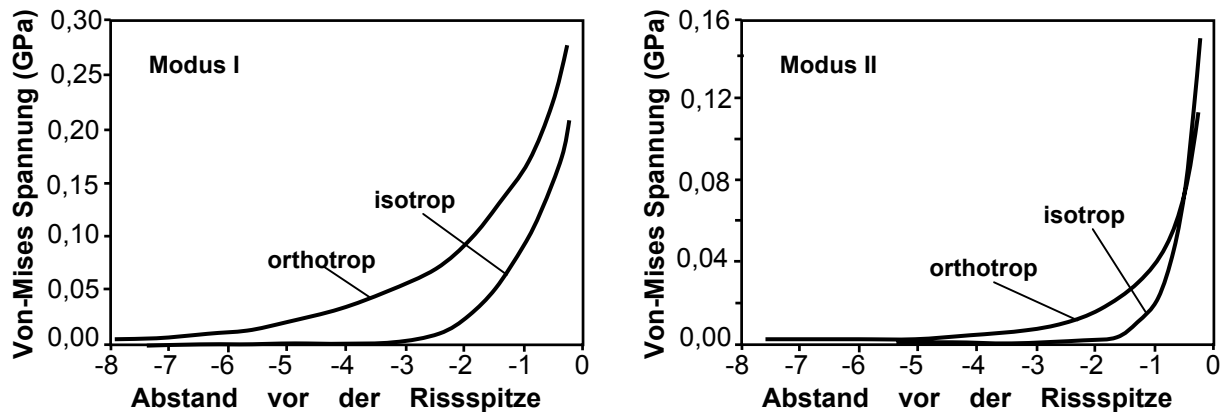 Von-Mises Spannung (GPa)
0,30
0,25
0,20
0,15
0,10
0,05
0,00
Modus I
isotrop
orthotrop
-8 -7 -6 -5 -4 -3 -2 -1 0
Abstand vor der Rissspitze
Von-Mises Spannung (GPa)
0,16
0,12
0,08
0,04
0,00
Modus II
isotrop
orthotrop
-8 -7 -6 -5 -4 -3 -2 -1 0
Abstand vor der Rissspitze